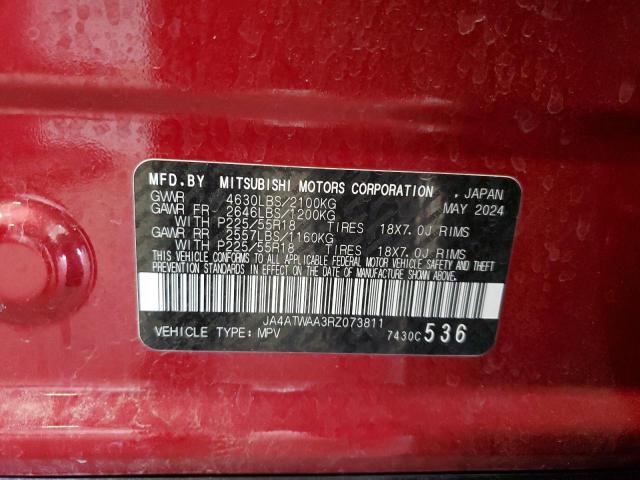 MFD.BY MITSUBISHI MOTORS CORPORATION , JAPAN
GVWR 4630LBS/2100KG MAY 2024
GAWR FR - 2646LBS/1200KG
WITH P225/55R18 TIRES 18X7.0J RIMS
GAWR RR - 2557LBS/1160KG
WITH P225/55R18 TIRES 18X7.0J RIMS
THIS VEHICLE CONFORMS TO ALL APPLICABLE FEDERAL MOTOR VEHICLE SAFETY AND THEFT
PREVENTION STANDARDS IN EFFECT ON THE DATE OF MANUFACTURE SHOWN ABOVE.
JA4ATWAA3RZ073811
VEHICLE TYPE: MPV 7430C 536